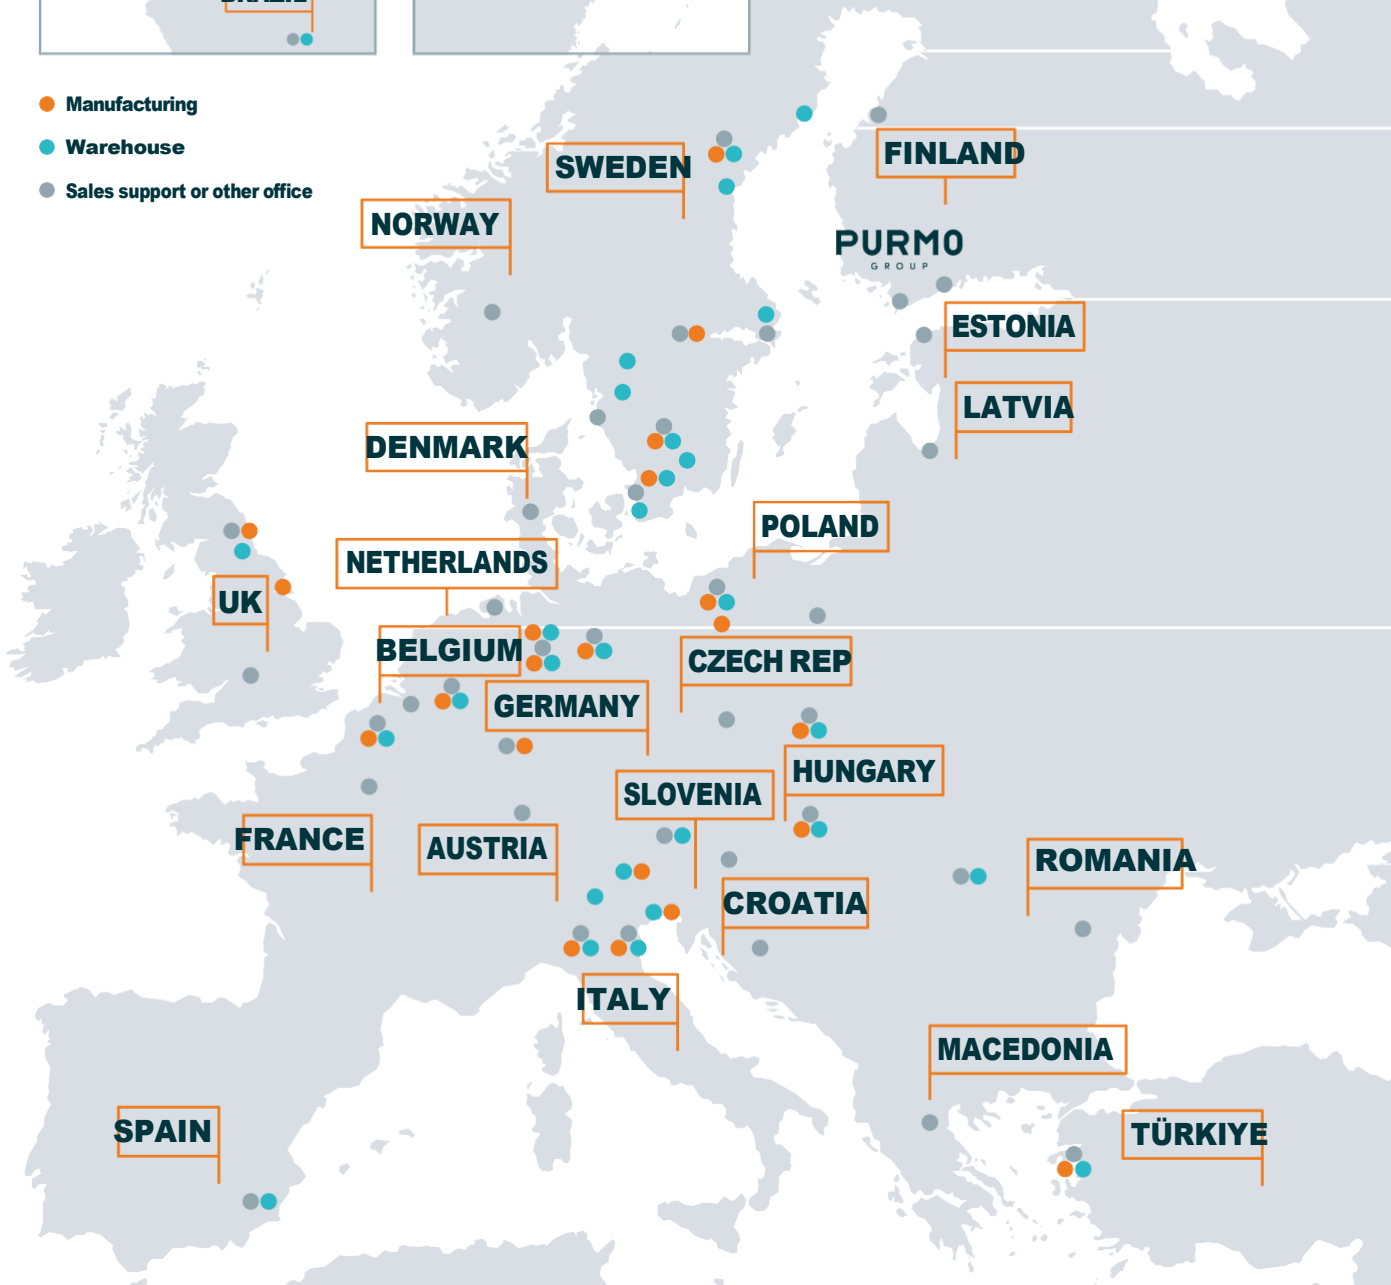 BRAZIL
Manufacturing
Warehouse
Sales support or other office
SWEDEN
FINLAND
NORWAY
PURMO
GROUP
ESTONIA
LATVIA
DENMARK
POLAND
NETHERLANDS
UK
BELGIUM
CZECH REP
GERMANY
HUNGARY
SLOVENIA
FRANCE
AUSTRIA
ROMANIA
CROATIA
ITALY
MACEDONIA
SPAIN
TÜRKIYE